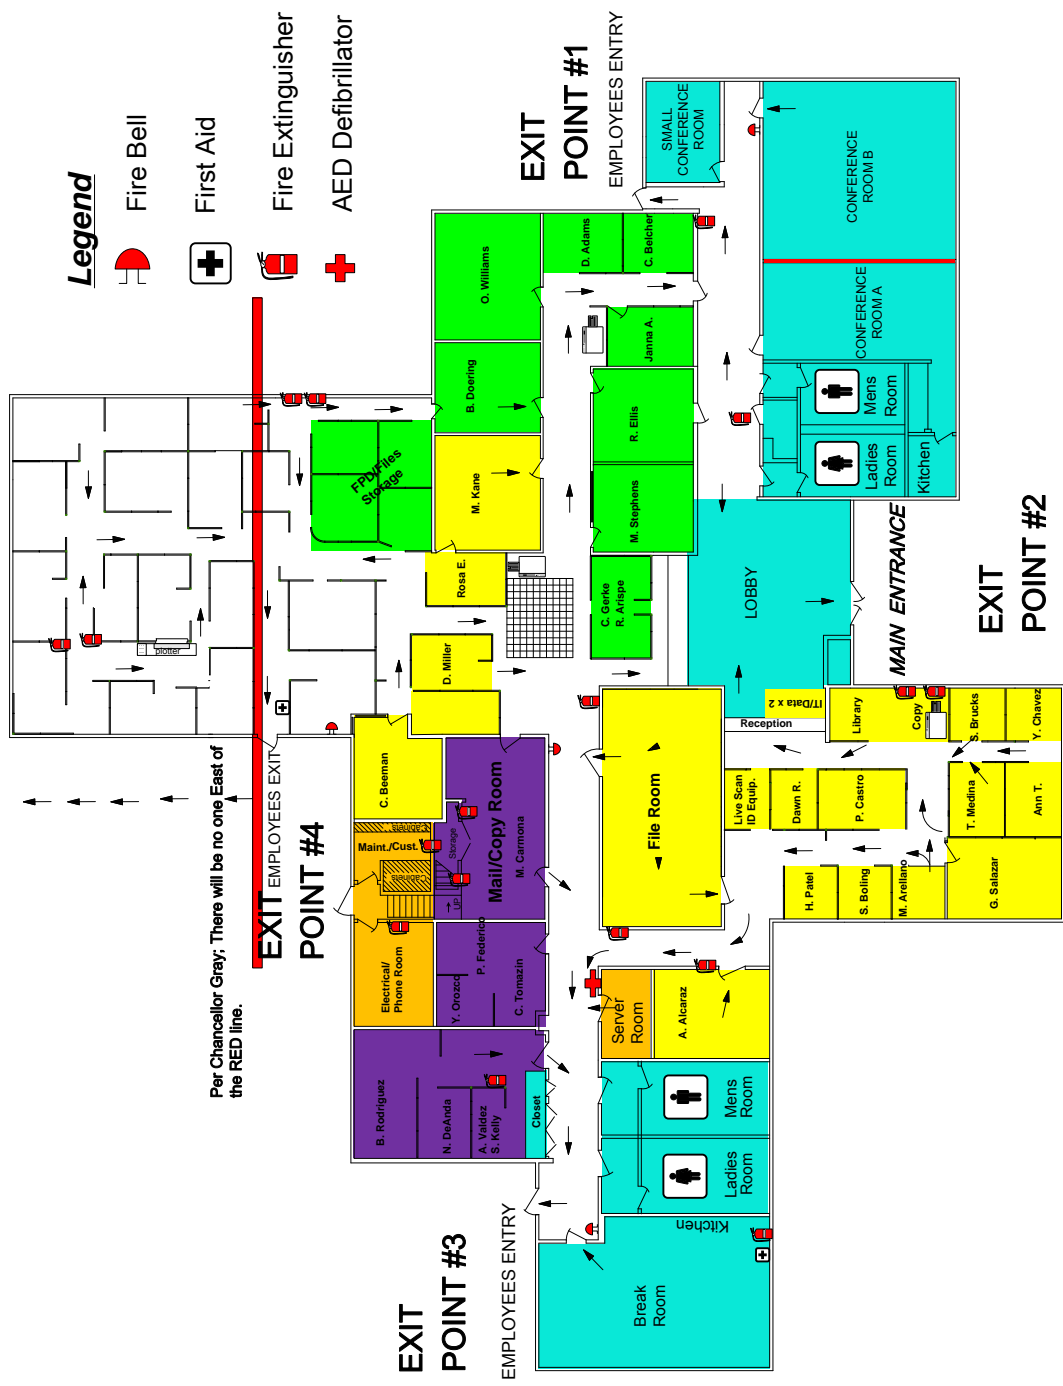 Legend
Fire Bell
First Aid
Fire Extinguisher
AED Defibrillator
EXIT
POINT #1
EMPLOYEES ENTRY
SMALL
CONFERENCE
ROOM
CONFERENCE
ROOM B
CONFERENCE
ROOM A
Mens
Room
Ladies
Room
Kitchen
O. Williams
D. Adams
C. Belcher
Janna A.
B. Doering
R. Ellis
M. Kane
M. Stephens
FPD/Files
Storage
Rosa E.
C. Gerke
R. Arispe
D. Miller
LOBBY
MAIN ENTRANCE
EXIT
POINT #2
plotter
IT/Data x 2
Reception
Library
Copy
S. Brucks
Y. Chavez
Live Scan
ID Equip.
Dawn R.
P. Castro
T. Medina
Ann T.
H. Patel
S. Boling
M. Arellano
G. Salazar
File Room
C. Beeman
Mail/Copy Room
M. Carmona
Storage
UP
Cabinets
Maint./Cust.
Cabinets
Per Chancellor Gray; There will be no one East of
the RED line.
EXIT
EMPLOYEES EXIT
POINT #4
Electrical/
Phone Room
Y. Orozco
P. Federico
C. Tomazin
Server
Room
A. Alcaraz
B. Rodriguez
N. DeAnda
A. Valdez
S. Kelly
Closet
Mens
Room
Ladies
Room
Kitchen
Break
Room
EXIT
POINT #3
EMPLOYEES ENTRY